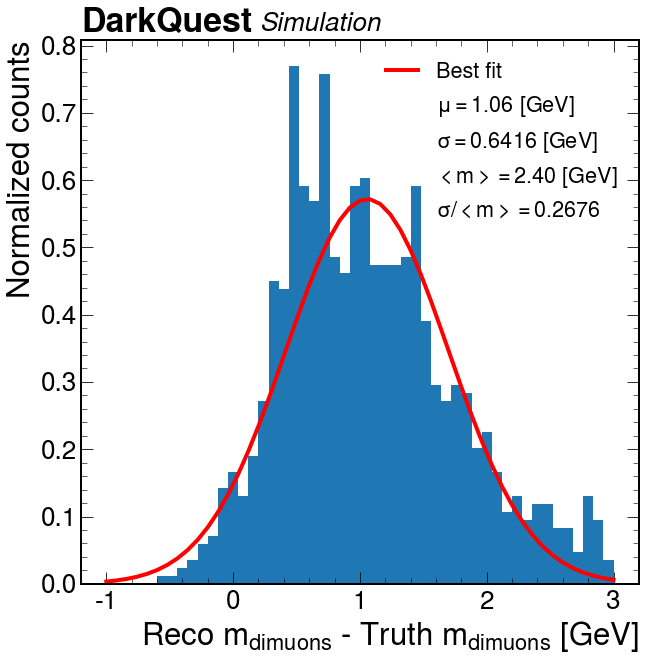 DarkQuest Simulation
Normalized counts
0.8
0.7
0.6
0.5
0.4
0.3
0.2
0.1
0.0
Best fit
μ = 1.06 [GeV]
σ = 0.6416 [GeV]
< m > = 2.40 [GeV]
σ/< m > = 0.2676
-1 0 1 2 3
Reco m_dimuons - Truth m_dimuons [GeV]